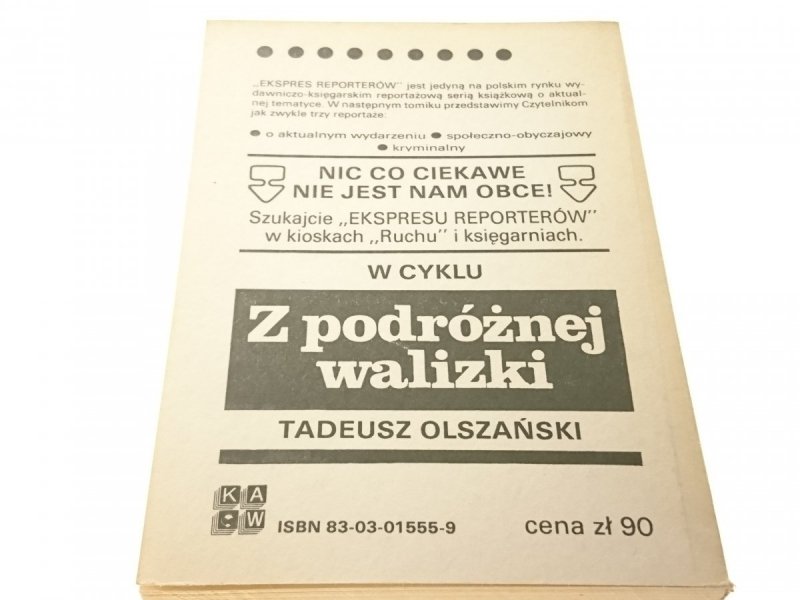 „EKSPRES REPORTERÓW" jest jedyną na polskim rynku wy-
dawniczo-księgarskim reportażową serią książkową o aktual-
nej tematyce. W następnym tomiku przedstawimy Czytelnikom
jak zwykle trzy reportaże:
● o aktualnym wydarzeniu ● społeczno-obyczajowy
● kryminalny
NIC CO CIEKAWE
NIE JEST NAM OBCE!
Szukajcie „EKSPRESU REPORTERÓW"
w kioskach „Ruchu" i księgarniach.
W CYKLU
Z podróżnej
walizki
TADEUSZ OLSZAŃSKI
KA
W
ISBN 83-03-01555-9
cena zł 90